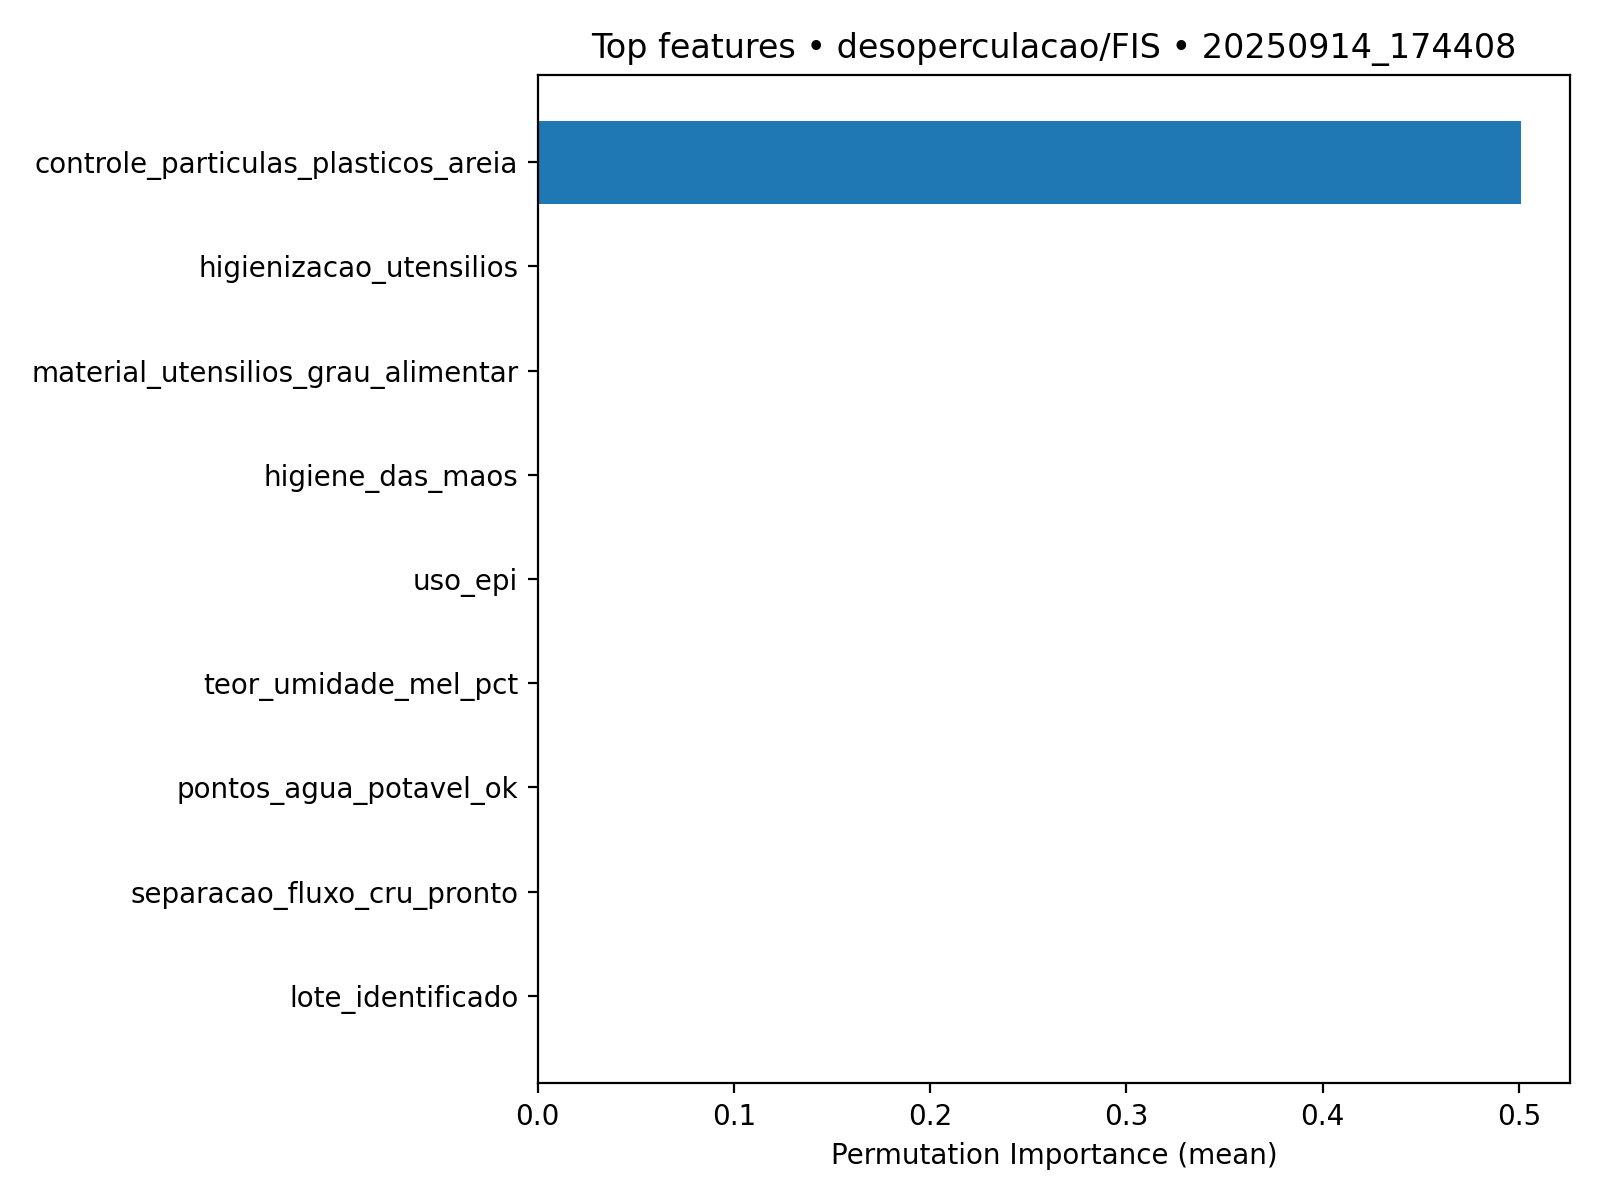 Top features • desoperculacao/FIS • 20250914_174408
controle_particulas_plasticos_areia
higienizacao_utensilios
material_utensilios_grau_alimentar
higiene_das_maos
uso_epi
teor_umidade_mel_pct
pontos_agua_potavel_ok
separacao_fluxo_cru_pronto
lote_identificado
0.0 0.1 0.2 0.3 0.4 0.5
Permutation Importance (mean)